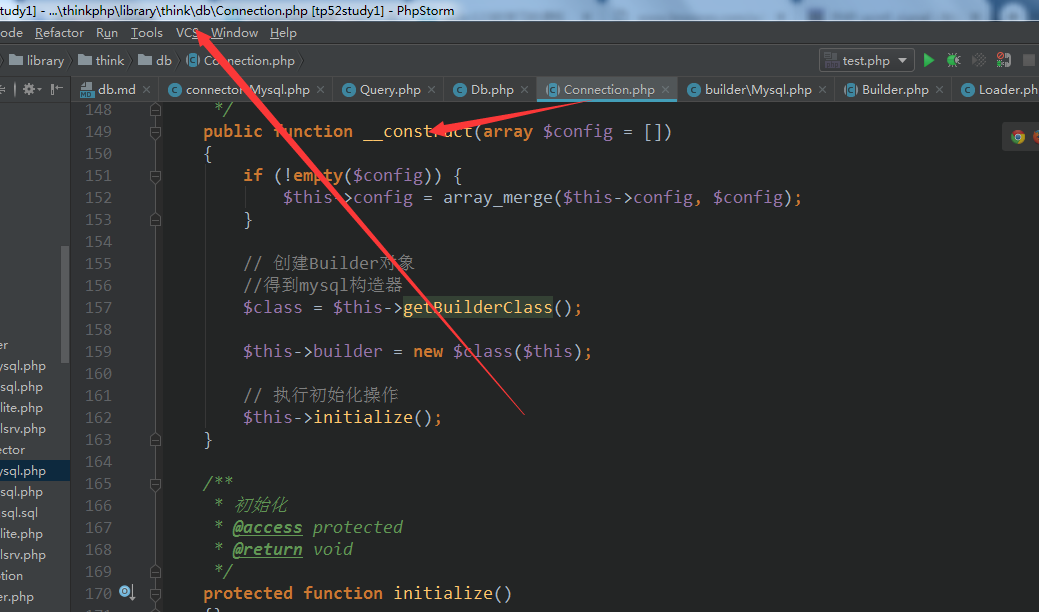 study1] - ...\thinkphp\library\think\db\Connection.php [tp52study1] - PhpStorm
ode Refactor Run Tools VCS Window Help
library think db Connection.php test.php
db.md connector\Mysql.php Query.php Db.php Connection.php builder\Mysql.php Builder.php Loader.ph
148 */
149 public function __construct(array $config = [])
150 {
151 if (!empty($config)) {
152 $this->config = array_merge($this->config, $config);
153 }
154
155 // 创建Builder对象
156 //得到mysql构造器
157 $class = $this->getBuilderClass();
158
159 $this->builder = new $class($this);
160
161 // 执行初始化操作
162 $this->initialize();
163 }
164
165 /**
166 * 初始化
167 * @access protected
168 * @return void
169 */
170 protected function initialize()
{}
er
ysql.php
sql.php
lite.php
lsrv.php
ector
ysql.php
sql.php
sql.sql
lite.php
lsrv.php
otion
er.php